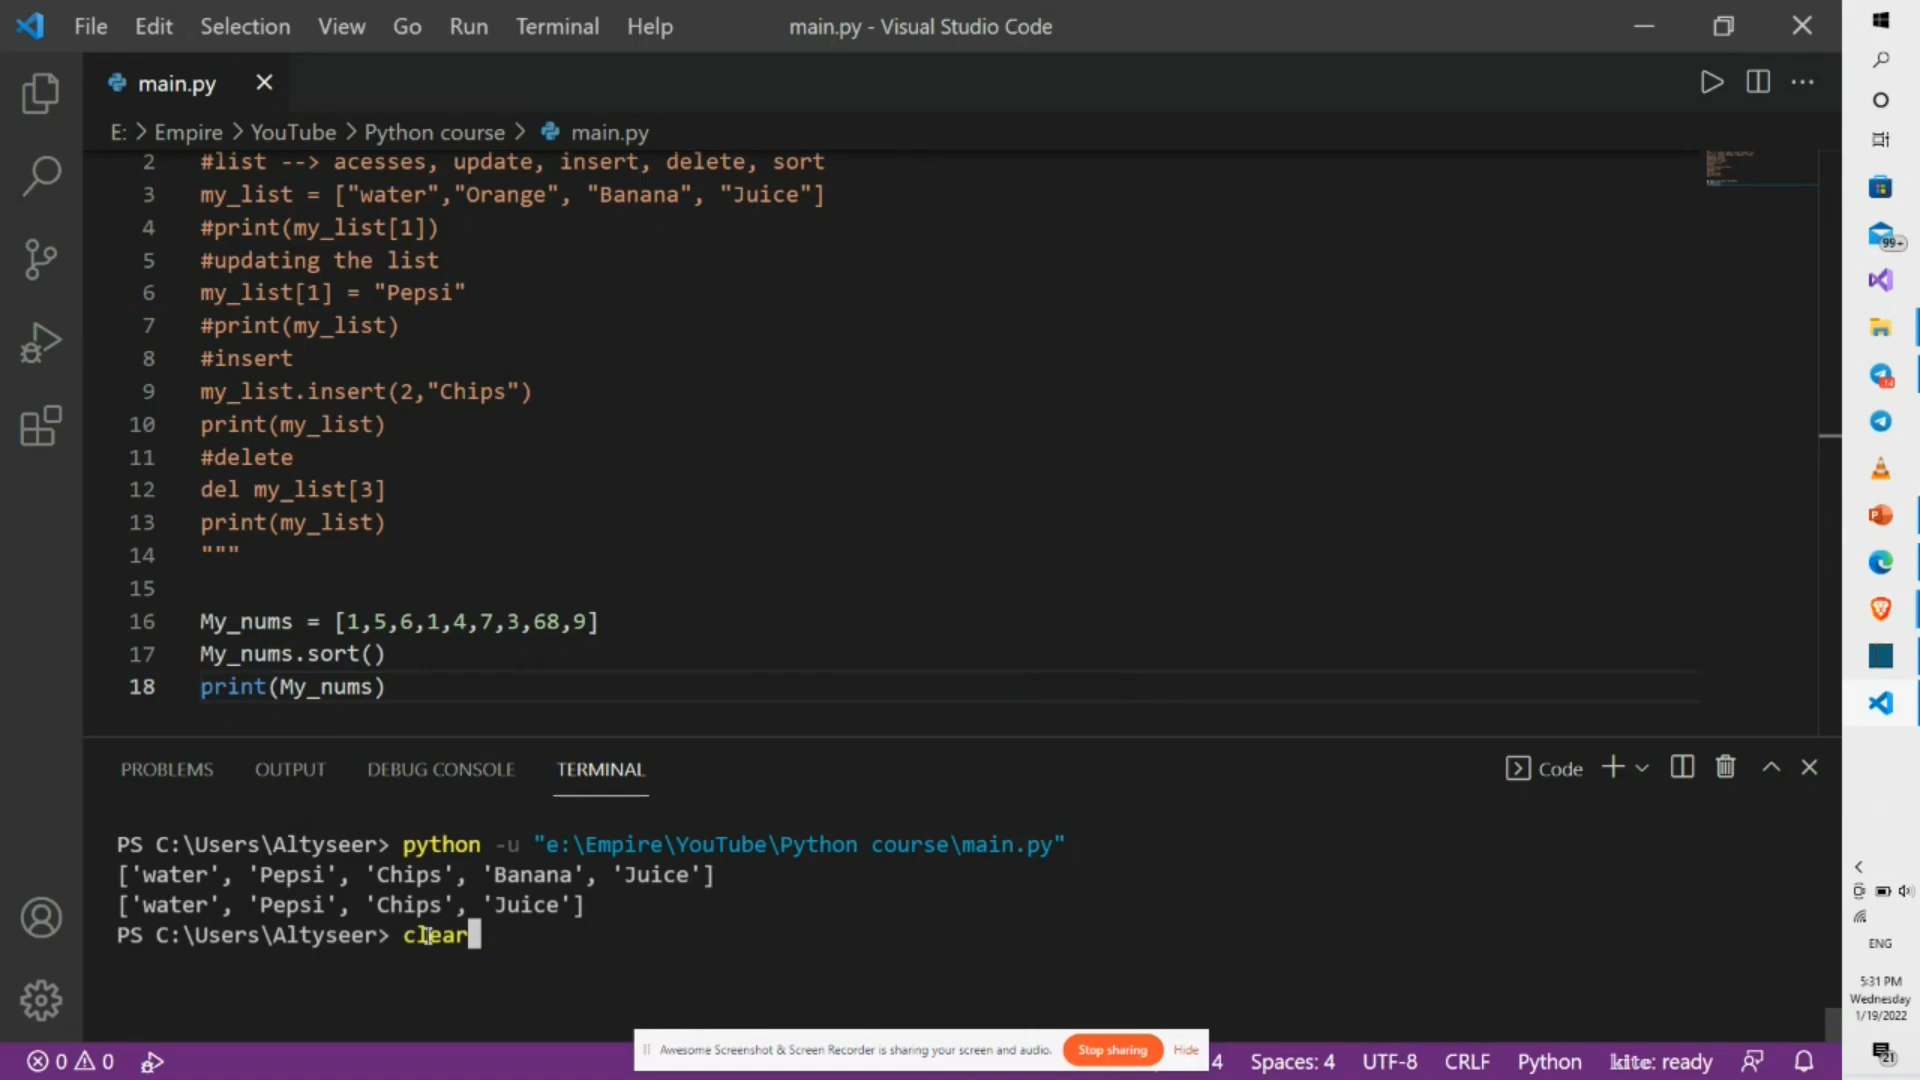 File Edit Selection View Go Run Terminal Help main.py - Visual Studio Code
main.py
E: > Empire > YouTube > Python course > main.py
2 #list --> acesses, update, insert, delete, sort
3 my_list = ["water","Orange", "Banana", "Juice"]
4 #print(my_list[1])
5 #updating the list
6 my_list[1] = "Pepsi"
7 #print(my_list)
8 #insert
9 my_list.insert(2,"Chips")
10 print(my_list)
11 #delete
12 del my_list[3]
13 print(my_list)
14 """
15
16 My_nums = [1,5,6,1,4,7,3,68,9]
17 My_nums.sort()
18 print(My_nums)
PROBLEMS OUTPUT DEBUG CONSOLE TERMINAL Code
PS C:\Users\Altyseer> python -u "e:\Empire\YouTube\Python course\main.py"
['water', 'Pepsi', 'Chips', 'Banana', 'Juice']
['water', 'Pepsi', 'Chips', 'Juice']
PS C:\Users\Altyseer> clear
Awesome Screenshot & Screen Recorder is sharing your screen and audio. Stop sharing Hide
0 0 4 Spaces: 4 UTF-8 CRLF Python kite: ready
99+
ENG
5:31 PM
Wednesday
1/19/2022
21